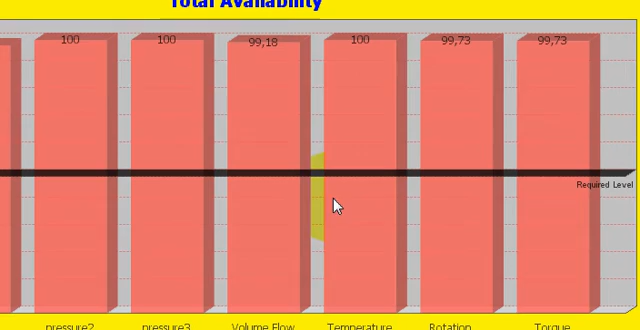 Total Availability
100 100 99,18 100 99,73 99,73
Required Level
pressure2 pressure3 Volume Flow Temperature Rotation Torque